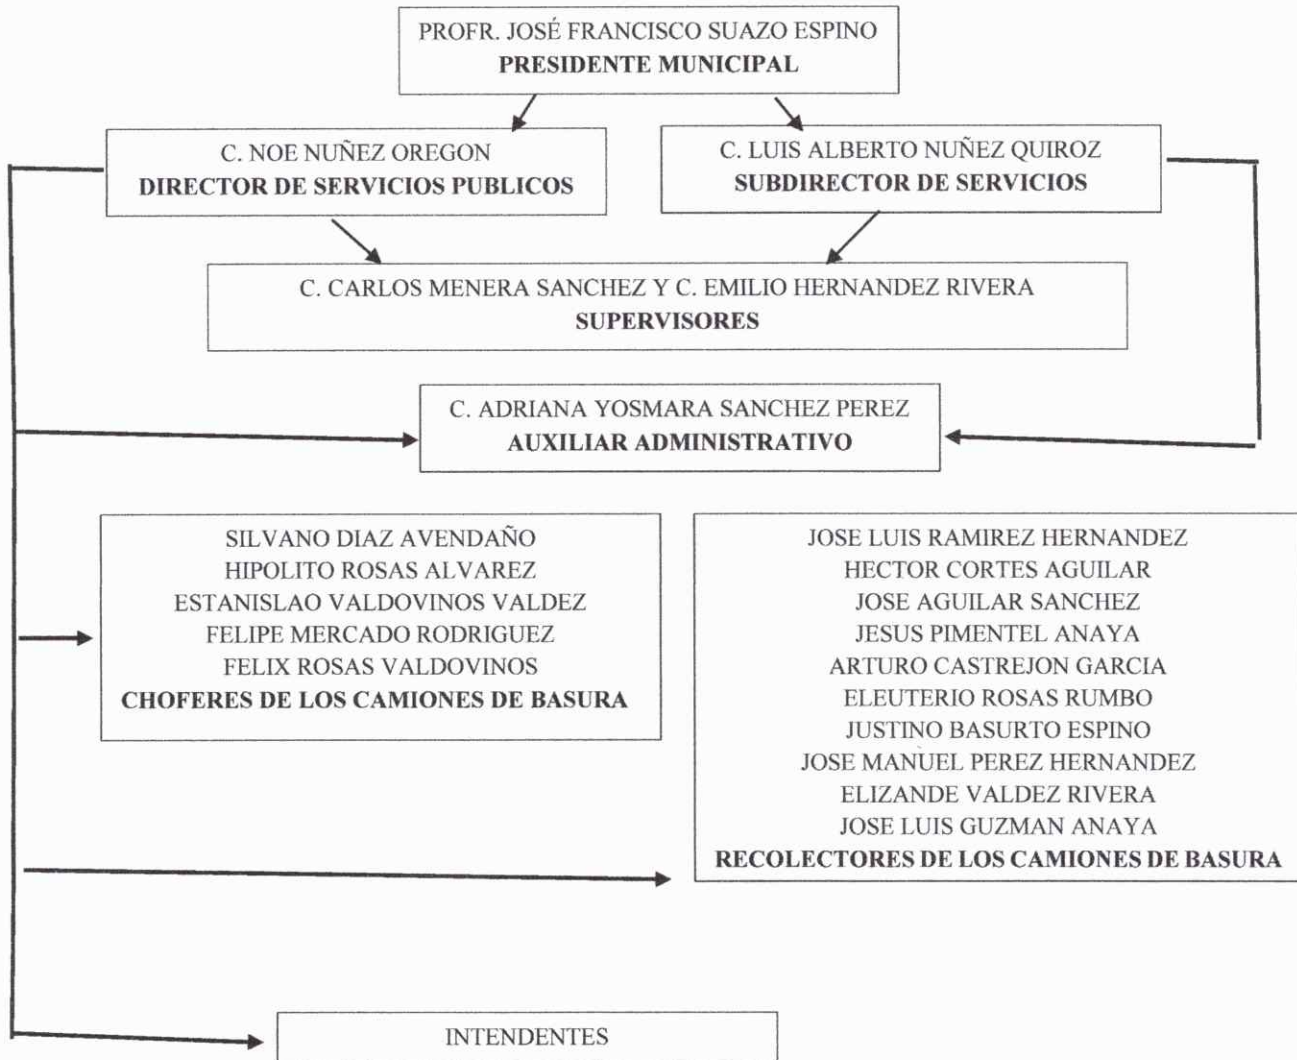 PROFR. JOSÉ FRANCISCO SUAZO ESPINO
PRESIDENTE MUNICIPAL
C. NOE NUÑEZ OREGON
DIRECTOR DE SERVICIOS PUBLICOS
C. LUIS ALBERTO NUÑEZ QUIROZ
SUBDIRECTOR DE SERVICIOS
C. CARLOS MENERA SANCHEZ Y C. EMILIO HERNANDEZ RIVERA
SUPERVISORES
C. ADRIANA YOSMARA SANCHEZ PEREZ
AUXILIAR ADMINISTRATIVO
SILVANO DIAZ AVENDAÑO
HIPOLITO ROSAS ALVAREZ
ESTANISLAO VALDOVINOS VALDEZ
FELIPE MERCADO RODRIGUEZ
FELIX ROSAS VALDOVINOS
CHOFERES DE LOS CAMIONES DE BASURA
JOSE LUIS RAMIREZ HERNANDEZ
HECTOR CORTES AGUILAR
JOSE AGUILAR SANCHEZ
JESUS PIMENTEL ANAYA
ARTURO CASTREJON GARCIA
ELEUTERIO ROSAS RUMBO
JUSTINO BASURTO ESPINO
JOSE MANUEL PEREZ HERNANDEZ
ELIZANDE VALDEZ RIVERA
JOSE LUIS GUZMAN ANAYA
RECOLECTORES DE LOS CAMIONES DE BASURA
INTENDENTES